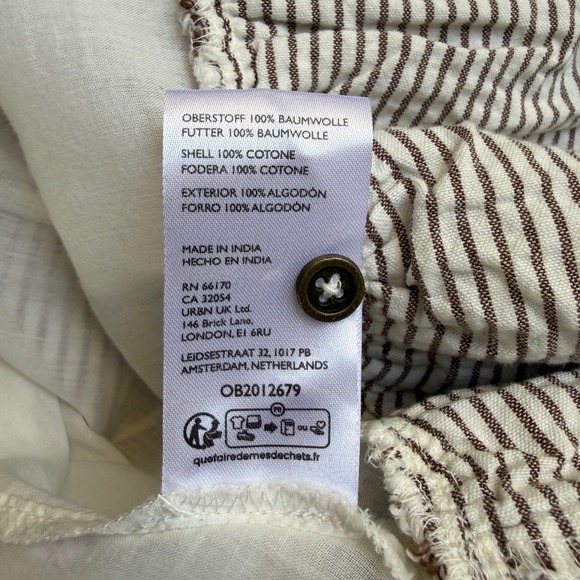 OBERSTOFF 100% BAUMWOLLE
FUTTER 100% BAUMWOLLE
SHELL 100% COTONE
FODERA 100% COTONE
EXTERIOR 100% ALGODÓN
FORRO 100% ALGODÓN
MADE IN INDIA
HECHO EN INDIA
RN 66170
CA 32054
URBN UK Ltd.
146 Brick Lane,
LONDON, E1 6RU
LEIDSESTRAAT 32, 1017 PB
AMSTERDAM, NETHERLANDS
OB2012679
FR
OU
quefairedemesdechets.fr